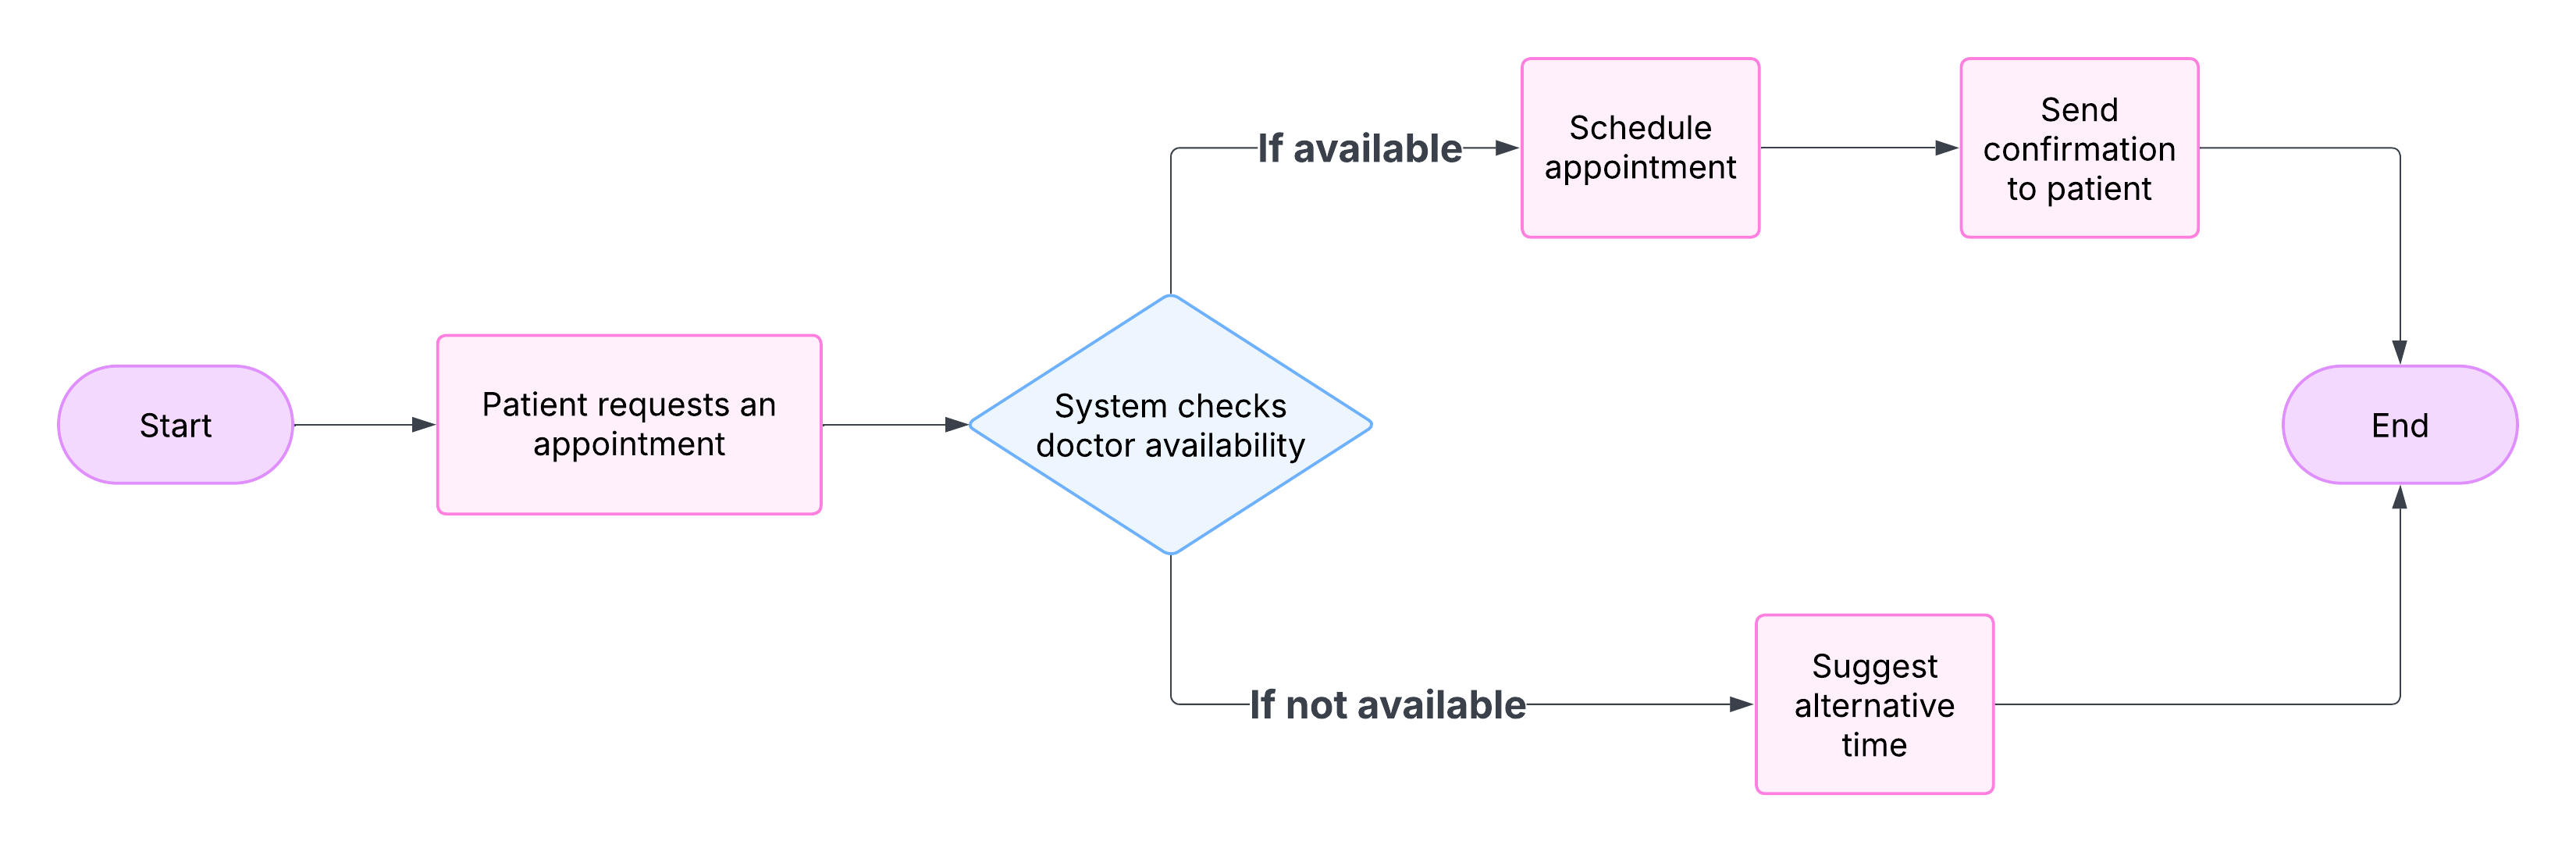 Start
Patient requests an
appointment
System checks
doctor availability
If available
Schedule
appointment
Send
confirmation
to patient
If not available
Suggest
alternative
time
End